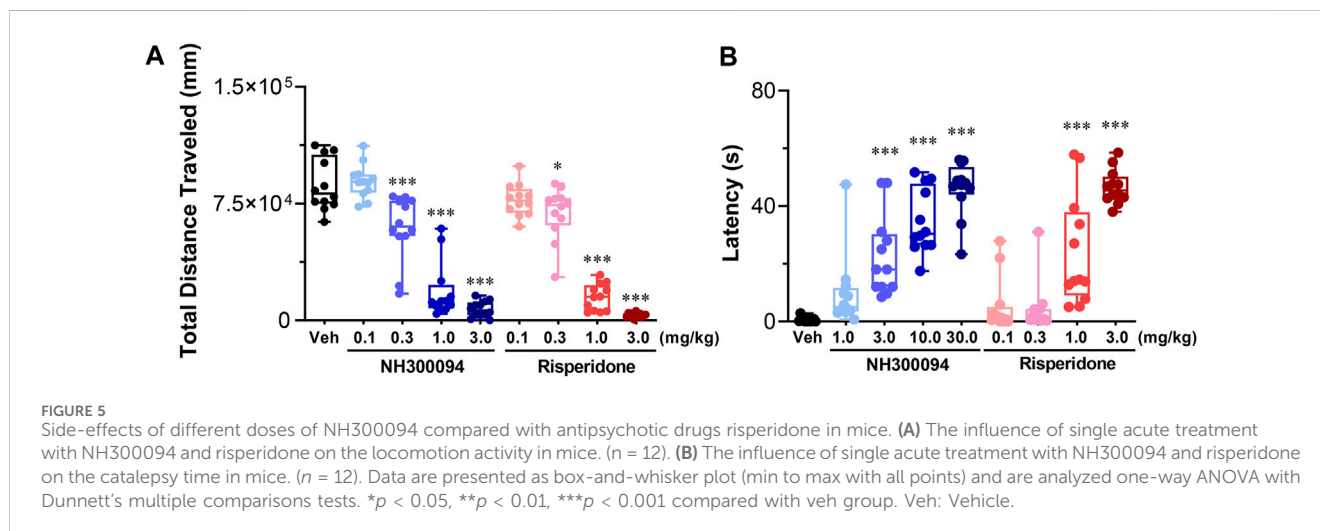 A
Total Distance Traveled (mm)
1.5×10⁵
7.5×10⁴
0
***
***
***
*
***
***
Veh 0.1 0.3 1.0 3.0 0.1 0.3 1.0 3.0 (mg/kg)
NH300094 Risperidone
B
Latency (s)
80
40
0
***
***
***
***
***
Veh 1.0 3.0 10.0 30.0 0.1 0.3 1.0 3.0 (mg/kg)
NH300094 Risperidone
FIGURE 5
Side-effects of different doses of NH300094 compared with antipsychotic drugs risperidone in mice. (A) The influence of single acute treatment
with NH300094 and risperidone on the locomotion activity in mice. (n = 12). (B) The influence of single acute treatment with NH300094 and risperidone
on the catalepsy time in mice. (n = 12). Data are presented as box-and-whisker plot (min to max with all points) and are analyzed one-way ANOVA with
Dunnett's multiple comparisons tests. *p < 0.05, **p < 0.01, ***p < 0.001 compared with veh group. Veh: Vehicle.